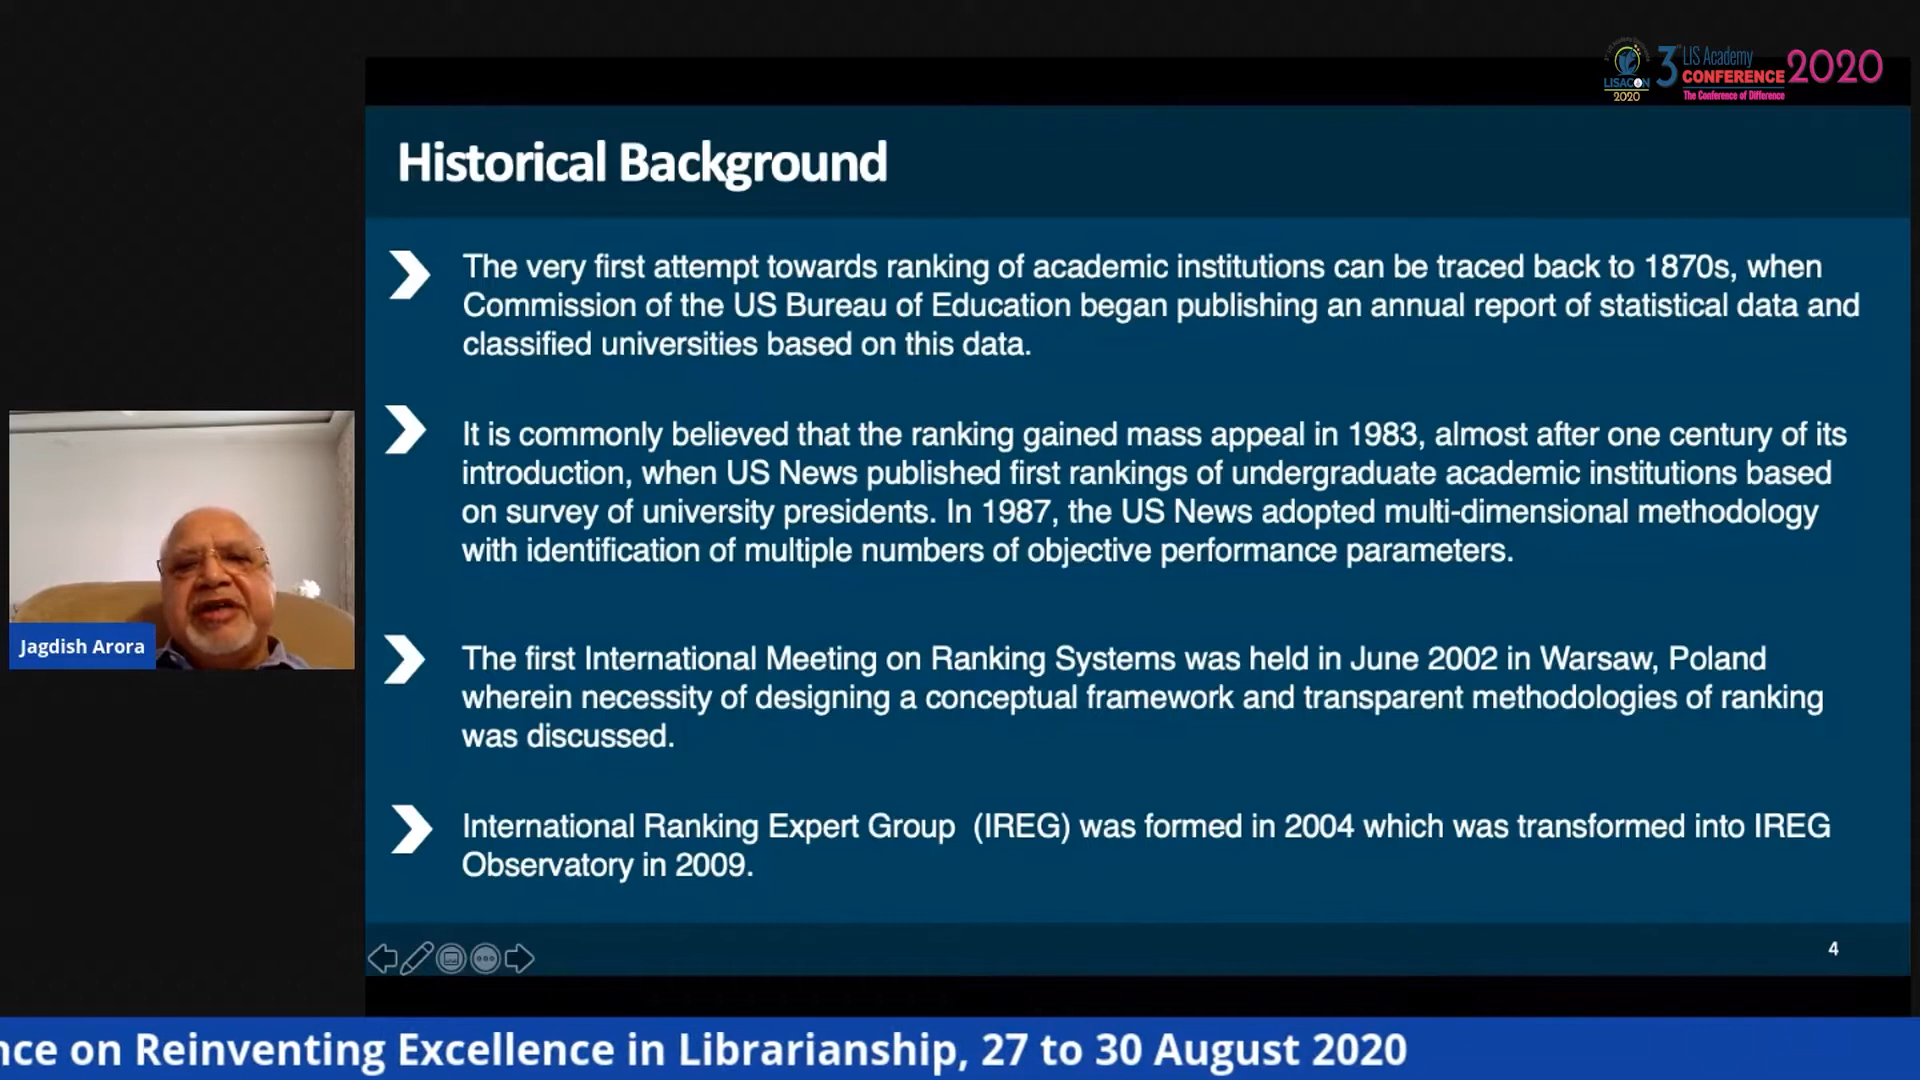 LISACON
2020
3rd LIS Academy
CONFERENCE 2020
The Conference of Difference
Historical Background
The very first attempt towards ranking of academic institutions can be traced back to 1870s, when
Commission of the US Bureau of Education began publishing an annual report of statistical data and
classified universities based on this data.
It is commonly believed that the ranking gained mass appeal in 1983, almost after one century of its
introduction, when US News published first rankings of undergraduate academic institutions based
on survey of university presidents. In 1987, the US News adopted multi-dimensional methodology
with identification of multiple numbers of objective performance parameters.
The first International Meeting on Ranking Systems was held in June 2002 in Warsaw, Poland
wherein necessity of designing a conceptual framework and transparent methodologies of ranking
was discussed.
International Ranking Expert Group (IREG) was formed in 2004 which was transformed into IREG
Observatory in 2009.
Jagdish Arora
4
nce on Reinventing Excellence in Librarianship, 27 to 30 August 2020